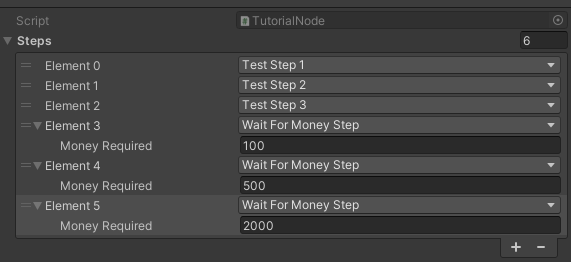 Script TutorialNode
Steps 6
Element 0 Test Step 1
Element 1 Test Step 2
Element 2 Test Step 3
Element 3 Wait For Money Step
Money Required 100
Element 4 Wait For Money Step
Money Required 500
Element 5 Wait For Money Step
Money Required 2000